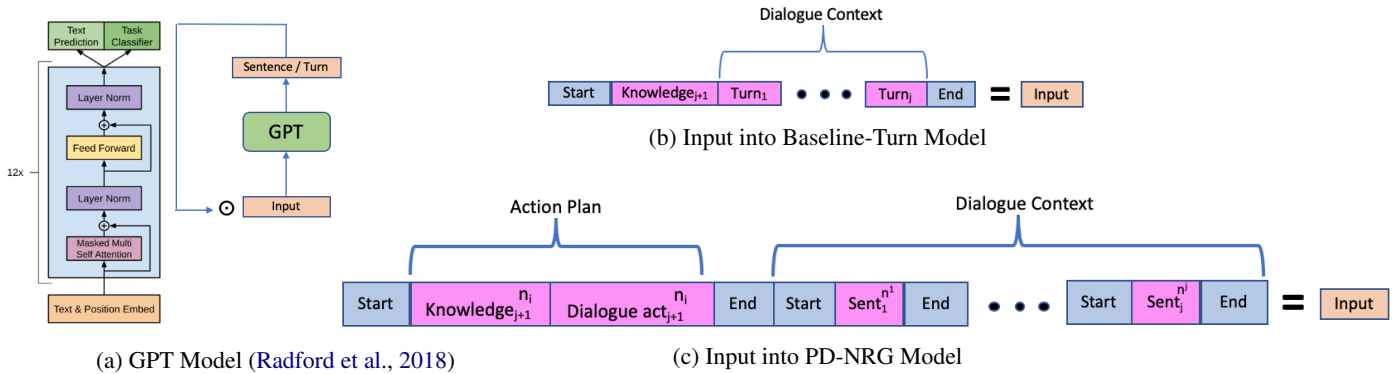 Text
Prediction
Task
Classifier
Layer Norm
Feed Forward
12x
Layer Norm
Masked Multi
Self Attention
Text & Position Embed
Sentence / Turn
GPT
Input
(a) GPT Model (Radford et al., 2018)
Dialogue Context
Start Knowledge_{j+1} Turn_1 • • • Turn_j End = Input
(b) Input into Baseline-Turn Model
Action Plan
Dialogue Context
Start Knowledge_{j+1}^{n_i} Dialogue act_{j+1}^{n_i} End Start Sent_1^{n^1} End • • • Start Sent_j^{n^j} End = Input
(c) Input into PD-NRG Model